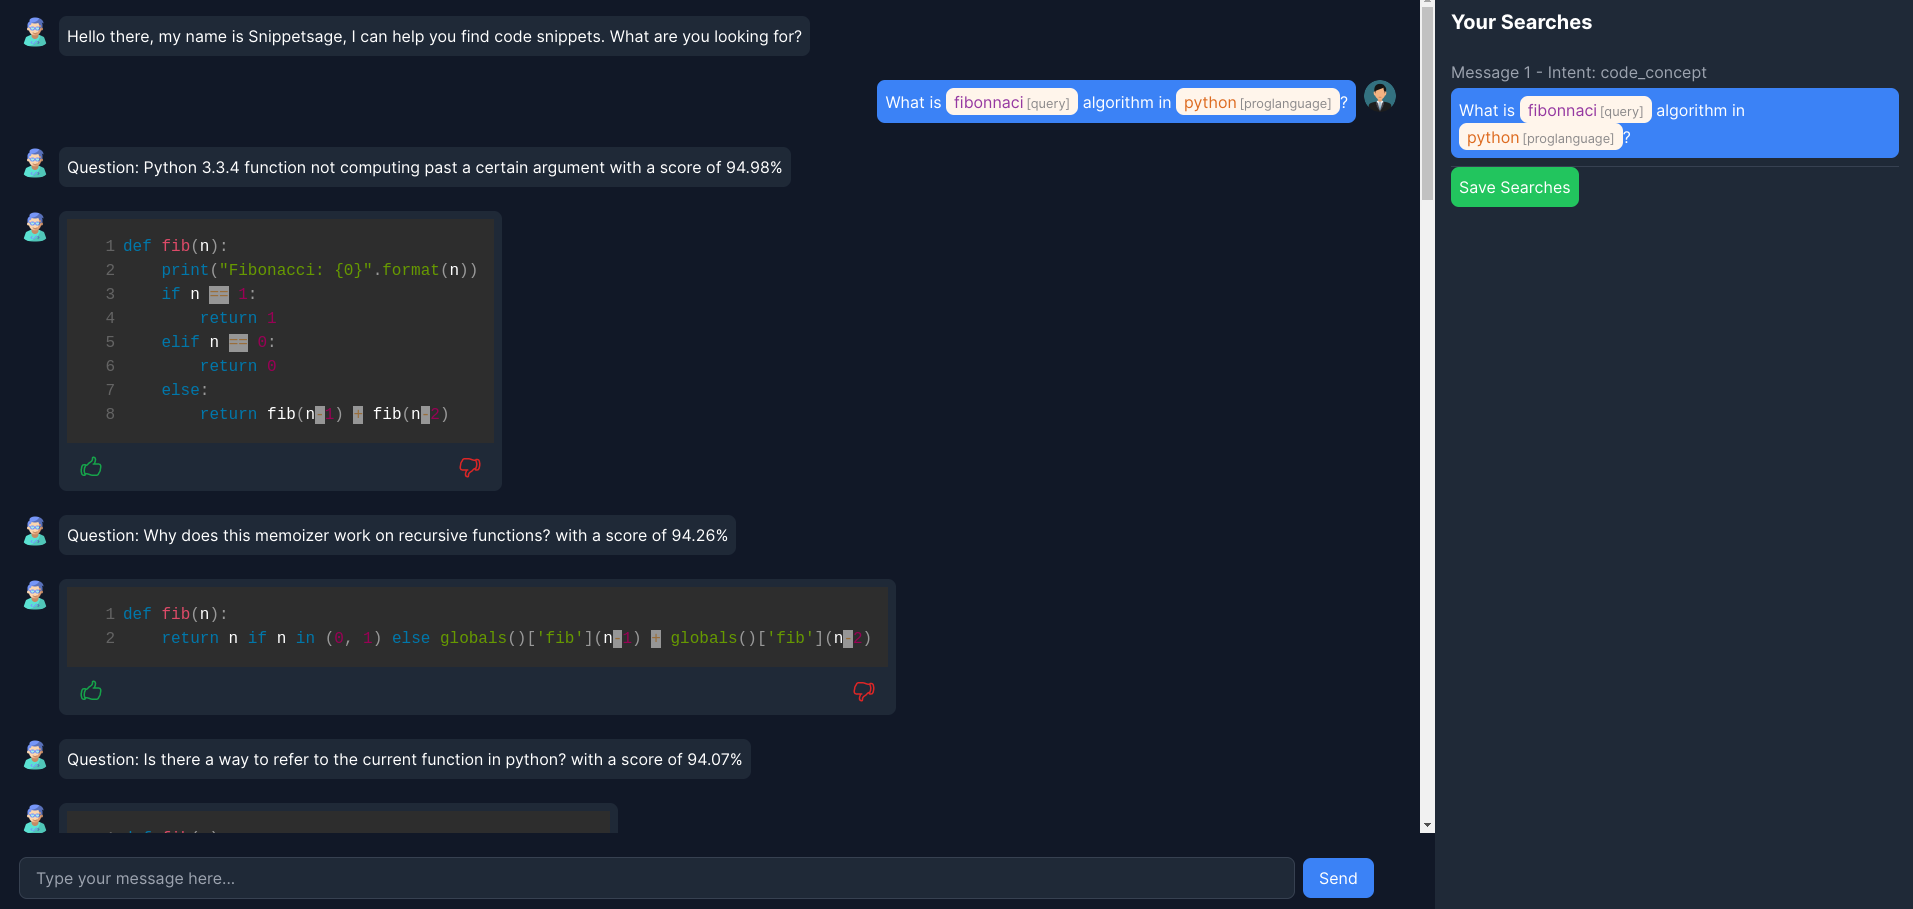 Hello there, my name is Snippetsage, I can help you find code snippets. What are you looking for?
What is fibonnaci [query] algorithm in python [proglanguage] ?
Question: Python 3.3.4 function not computing past a certain argument with a score of 94.98%
1 def fib(n):
2     print("Fibonacci: {0}".format(n))
3     if n == 1:
4         return 1
5     elif n == 0:
6         return 0
7     else:
8         return fib(n-1) + fib(n-2)
Question: Why does this memoizer work on recursive functions? with a score of 94.26%
1 def fib(n):
2     return n if n in (0, 1) else globals()['fib'](n-1) + globals()['fib'](n-2)
Question: Is there a way to refer to the current function in python? with a score of 94.07%
Type your message here...
Send
Your Searches
Message 1 - Intent: code_concept
What is fibonnaci [query] algorithm in
python [proglanguage] ?
Save Searches